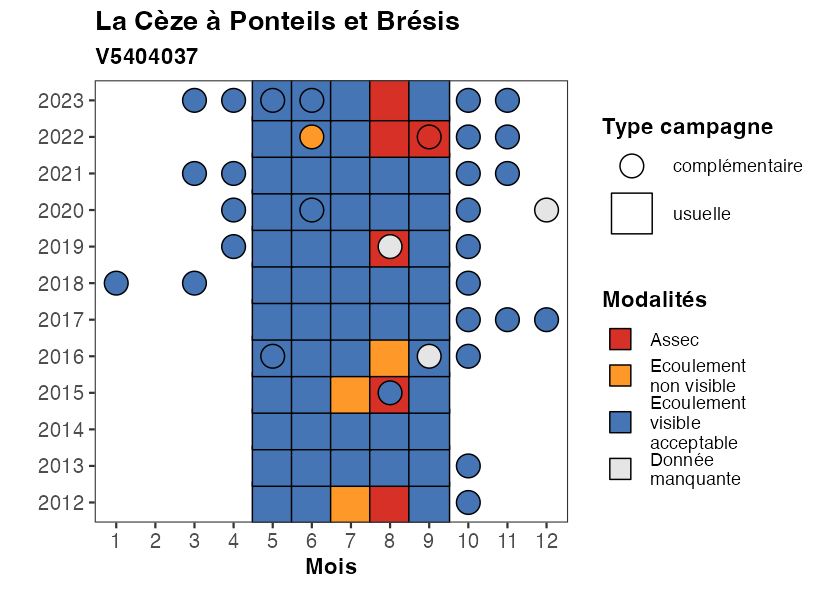 La Cèze à Ponteils et Brésis
V5404037
2023
2022
2021
2020
2019
2018
2017
2016
2015
2014
2013
2012
1 2 3 4 5 6 7 8 9 10 11 12
Mois
Type campagne
complémentaire
usuelle
Modalités
Assec
Ecoulement
non visible
Ecoulement
visible
acceptable
Donnée
manquante